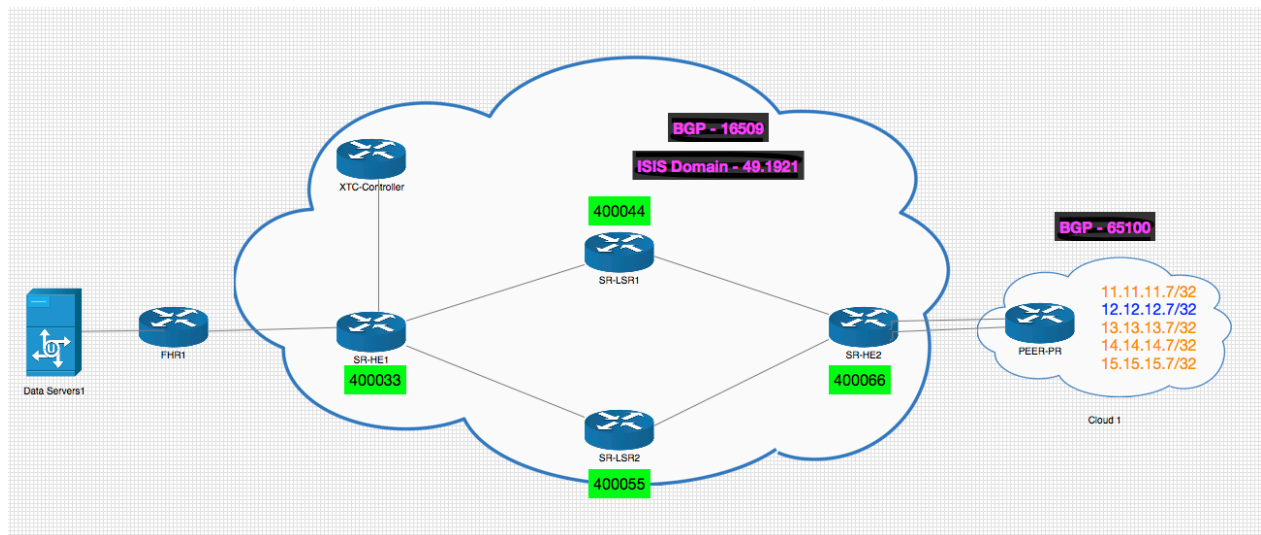 BGP - 16509
ISIS Domain - 49.1921
XTC-Controller
400044
SR-LSR1
BGP - 65100
11.11.11.7/32
12.12.12.7/32
13.13.13.7/32
14.14.14.7/32
15.15.15.7/32
U
Data Servers1
FHR1
SR-HE1
400033
SR-HE2
400066
PEER-PR
Cloud 1
SR-LSR2
400055